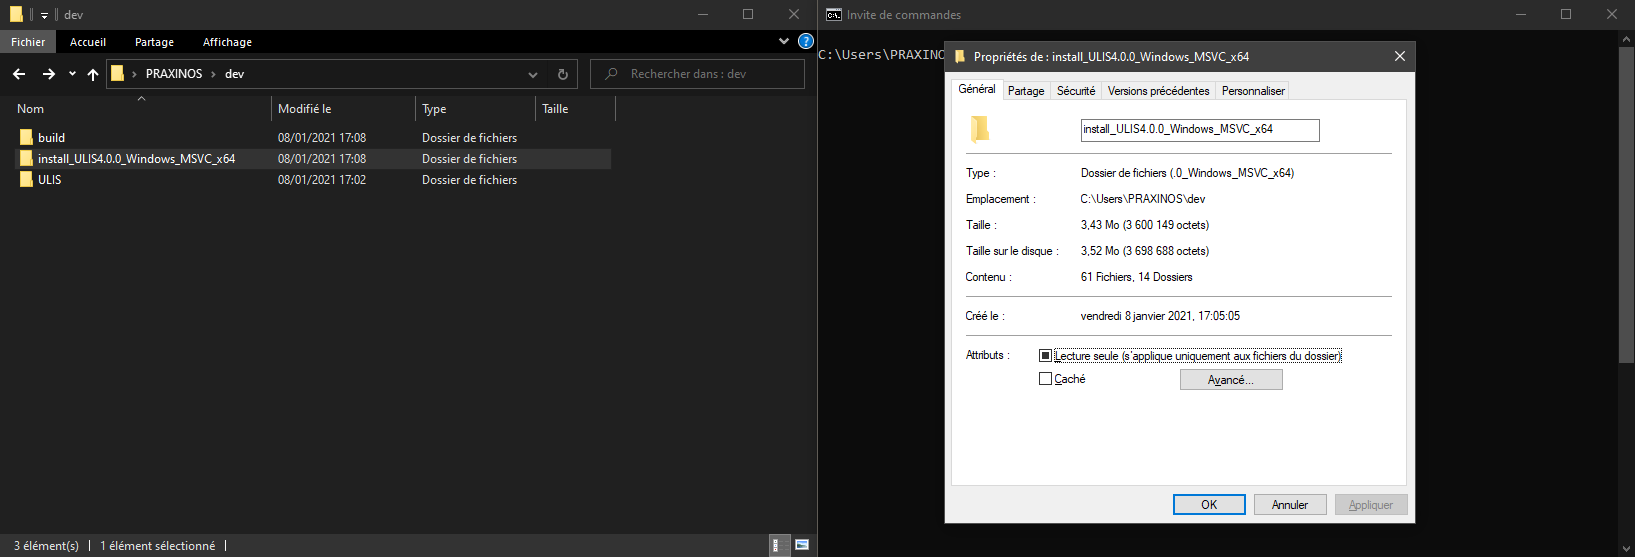 dev
Fichier Accueil Partage Affichage
PRAXINOS dev
Rechercher dans : dev
Nom Modifié le Type Taille
build 08/01/2021 17:08 Dossier de fichiers
install_ULIS4.0.0_Windows_MSVC_x64 08/01/2021 17:08 Dossier de fichiers
ULIS 08/01/2021 17:02 Dossier de fichiers
3 élément(s) 1 élément sélectionné
Invite de commandes
C:\Users\PRAXINO
Propriétés de : install_ULIS4.0.0_Windows_MSVC_x64
Général Partage Sécurité Versions précédentes Personnaliser
install_ULIS4.0.0_Windows_MSVC_x64
Type : Dossier de fichiers (.0_Windows_MSVC_x64)
Emplacement : C:\Users\PRAXINOS\dev
Taille : 3,43 Mo (3 600 149 octets)
Taille sur le disque : 3,52 Mo (3 698 688 octets)
Contenu : 61 Fichiers, 14 Dossiers
Créé le : vendredi 8 janvier 2021, 17:05:05
Attributs : Lecture seule (s'applique uniquement aux fichiers du dossier)
Caché Avancé...
OK Annuler Appliquer